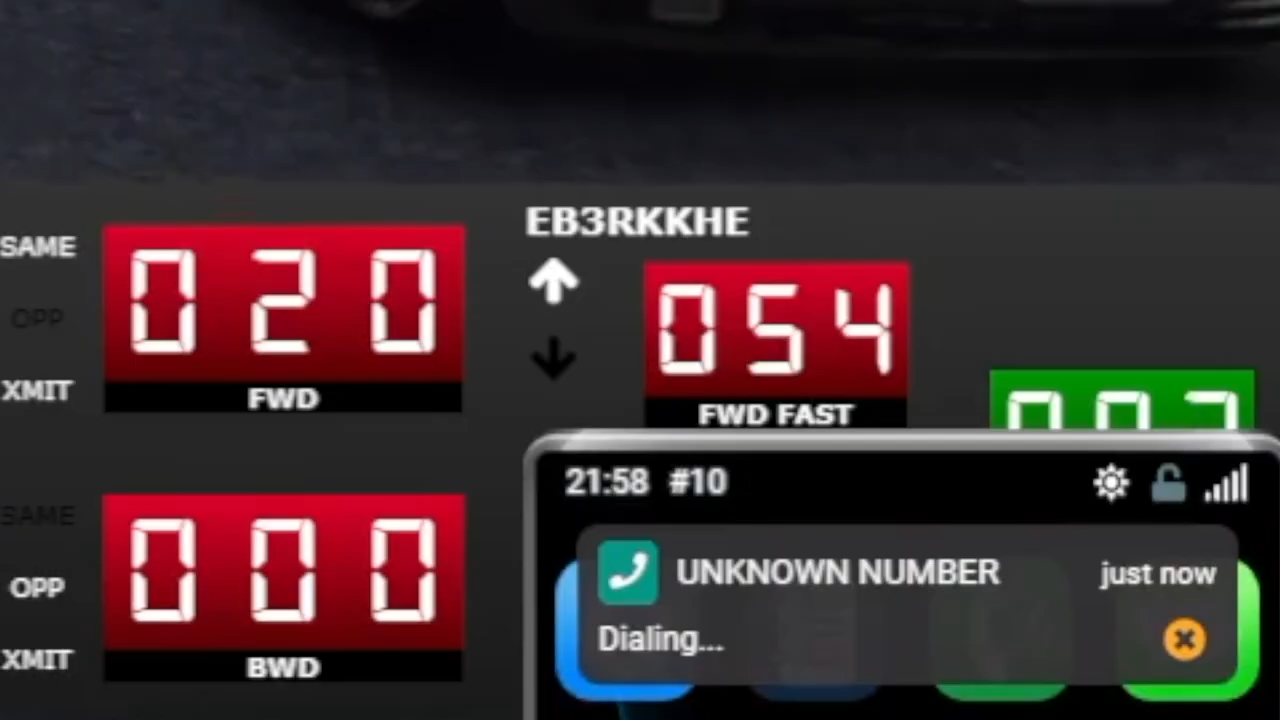 SAME
OPP
XMIT
020
FWD
EB3RKKHE
054
FWD FAST
SAME
OPP
XMIT
000
BWD
21:58 #10
UNKNOWN NUMBER
just now
Dialing...